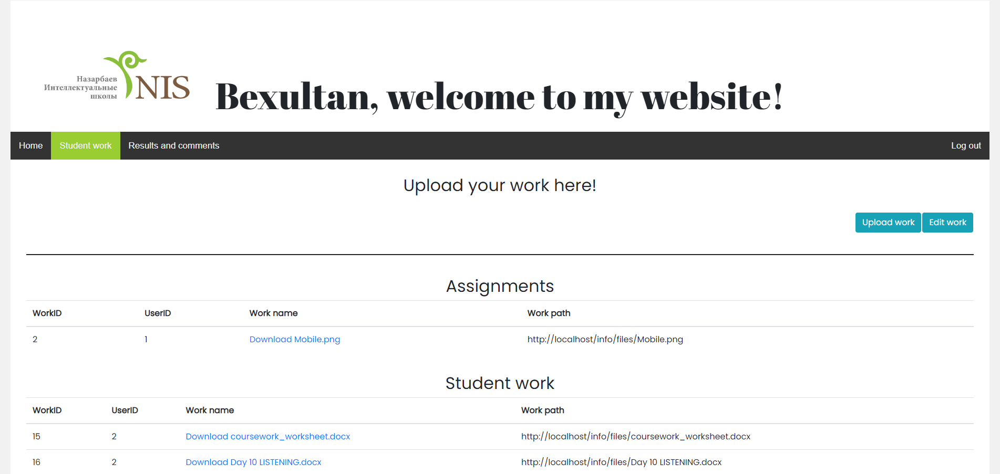 Назарбаев
Интеллектуальные
школы
NIS
Bexultan, welcome to my website!
Home Student work Results and comments Log out
Upload your work here!
Upload work Edit work
Assignments
WorkID UserID Work name Work path
2 1 Download Mobile.png http://localhost/info/files/Mobile.png
Student work
WorkID UserID Work name Work path
15 2 Download coursework_worksheet.docx http://localhost/info/files/coursework_worksheet.docx
16 2 Download Day 10 LISTENING.docx http://localhost/info/files/Day 10 LISTENING.docx